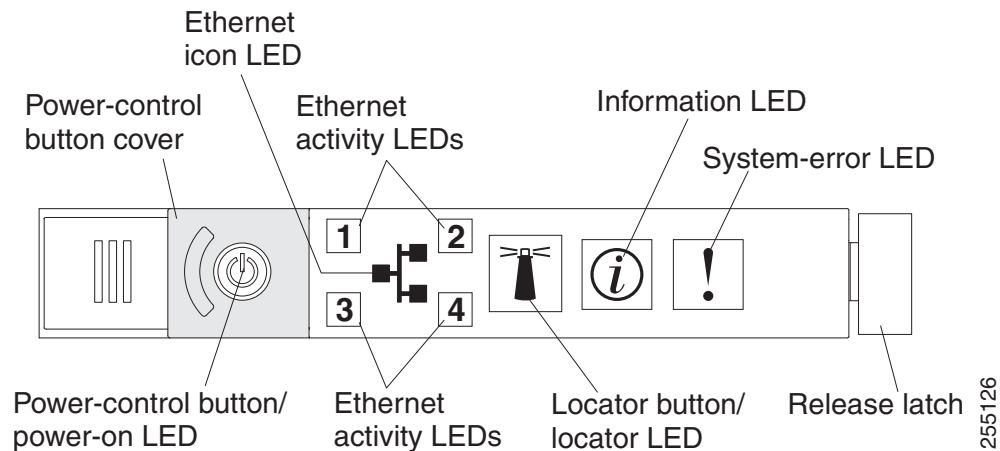 Ethernet
icon LED
Power-control
button cover
Ethernet
activity LEDs
Information LED
System-error LED
1
2
i
!
3
4
Power-control button/
power-on LED
Ethernet
activity LEDs
Locator button/
locator LED
Release latch
255126